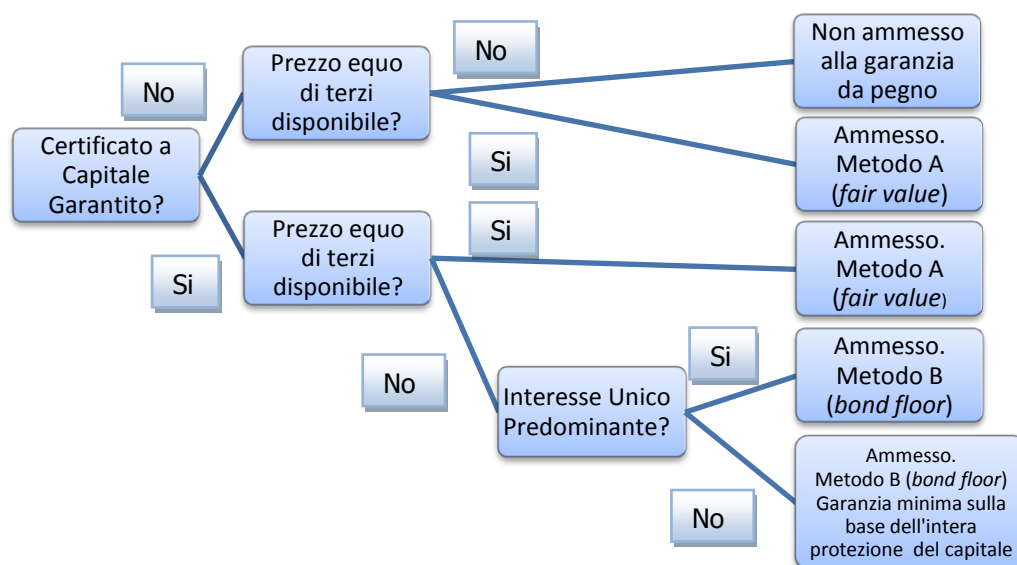 No
Prezzo equo
di terzi
disponibile?
No
Non ammesso
alla garanzia
da pegno
Certificato a
Capitale
Garantito?
Si
Ammesso.
Metodo A
(fair value)
Si
Prezzo equo
di terzi
disponibile?
Si
Ammesso.
Metodo A
(fair value)
No
Interesse Unico
Predominante?
Si
Ammesso.
Metodo B
(bond floor)
No
Ammesso.
Metodo B (bond floor)
Garanzia minima sulla
base dell'intera
protezione del capitale